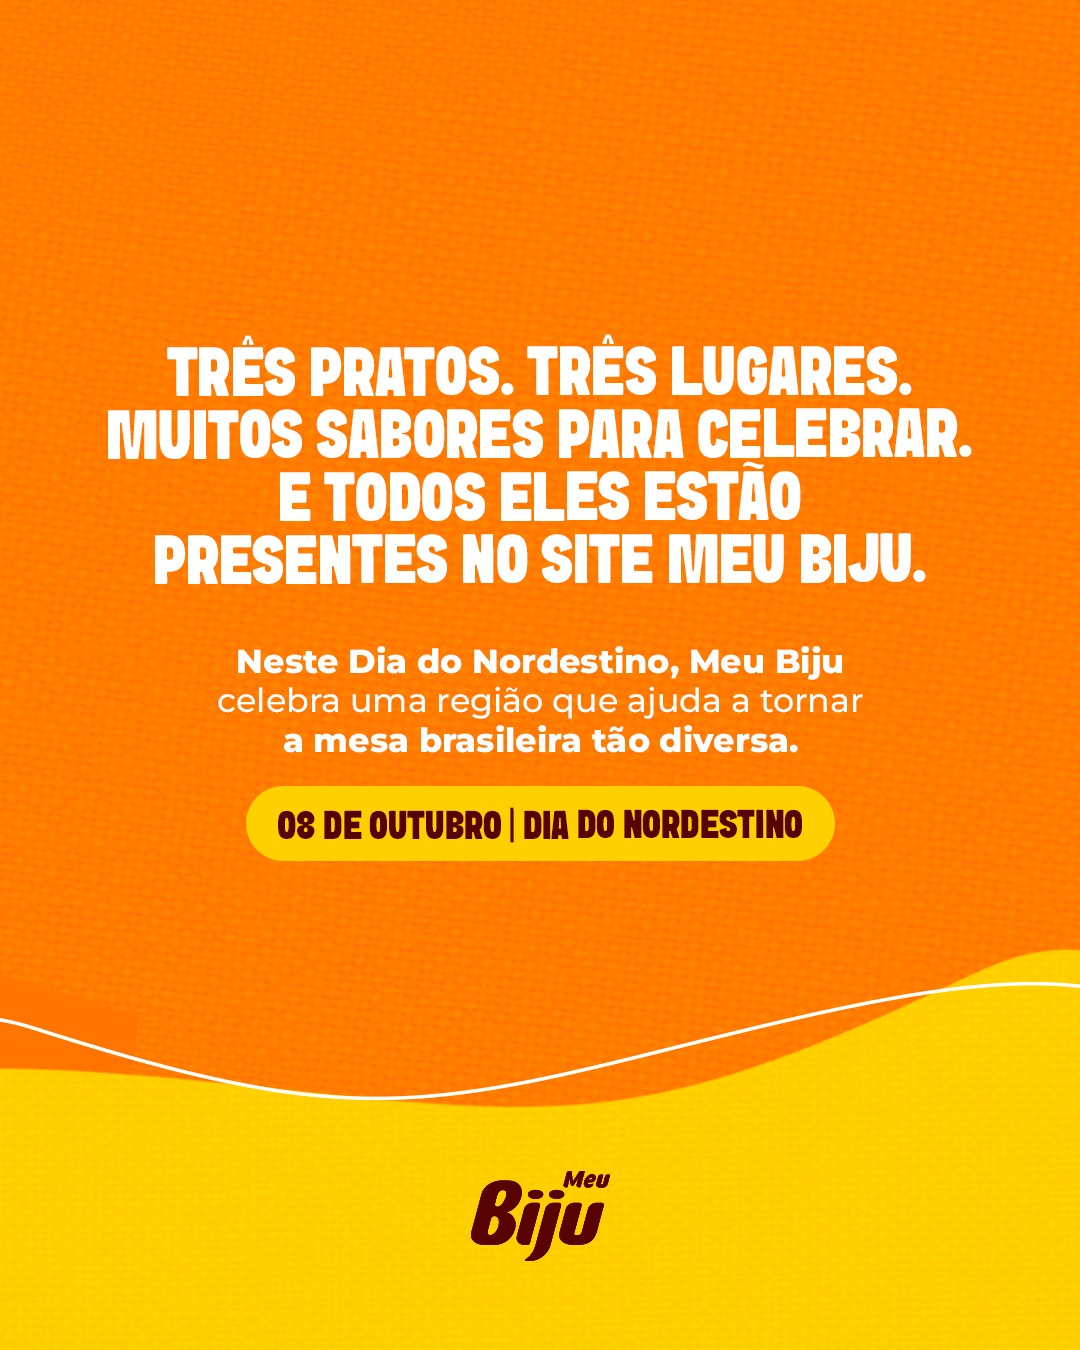 TRÊS PRATOS. TRÊS LUGARES.
MUITOS SABORES PARA CELEBRAR.
E TODOS ELES ESTÃO
PRESENTES NO SITE MEU BIJU.
Neste Dia do Nordestino, Meu Biju
celebra uma região que ajuda a tornar
a mesa brasileira tão diversa.
08 DE OUTUBRO | DIA DO NORDESTINO
Meu
Biju